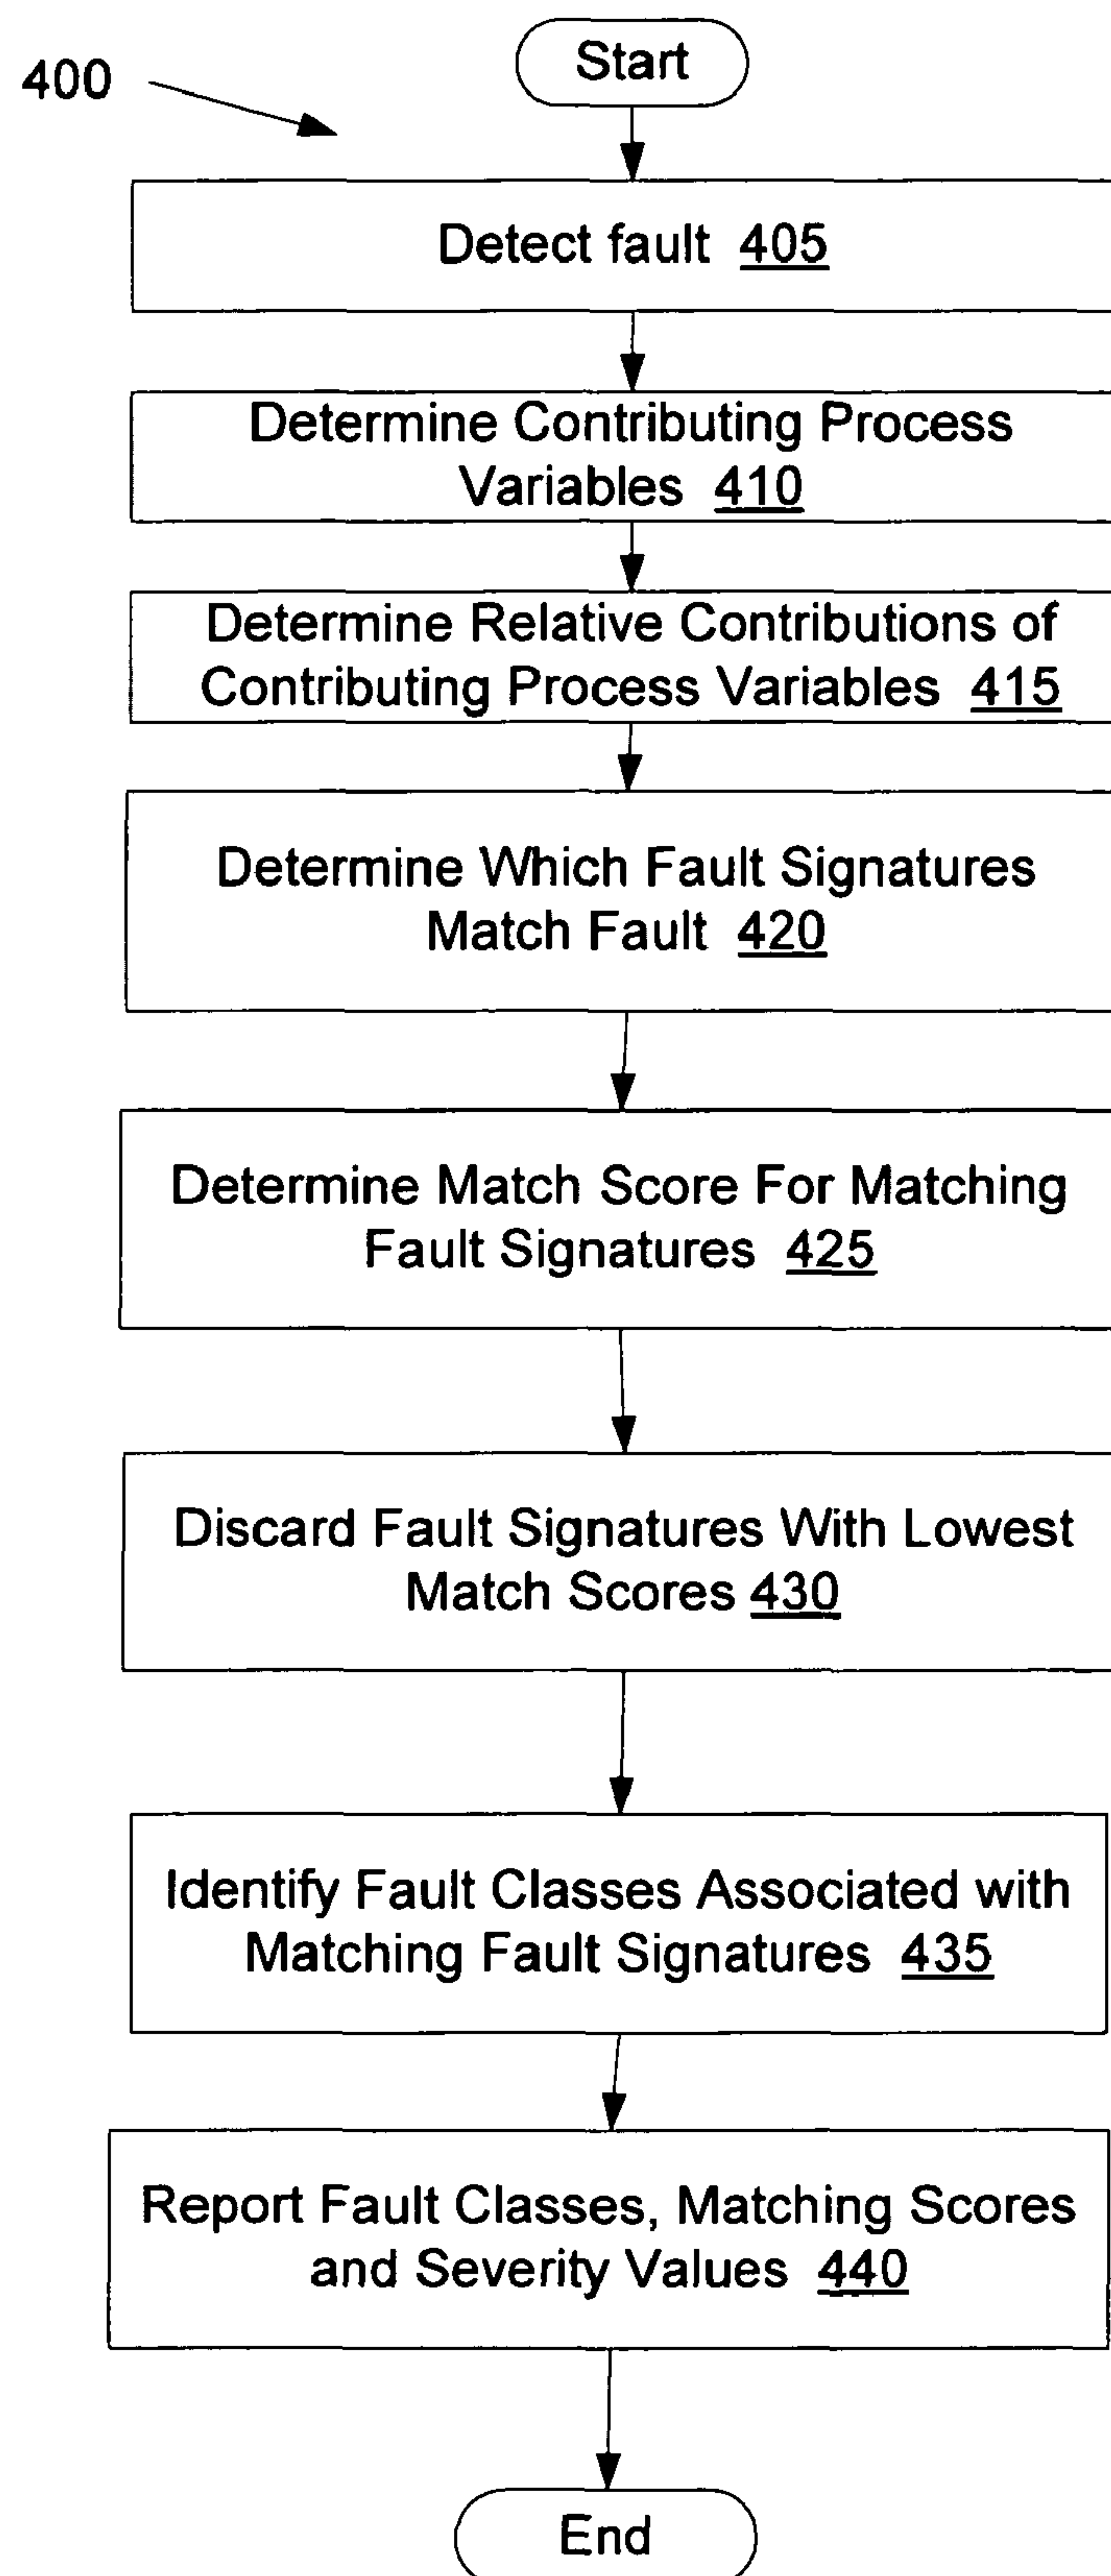 Start
400
Detect fault 405
Determine Contributing Process
Variables 410
Determine Relative Contributions of
Contributing Process Variables 415
Determine Which Fault Signatures
Match Fault 420
Determine Match Score For Matching
Fault Signatures 425
Discard Fault Signatures With Lowest
Match Scores 430
Identify Fault Classes Associated with
Matching Fault Signatures 435
Report Fault Classes, Matching Scores
and Severity Values 440
End